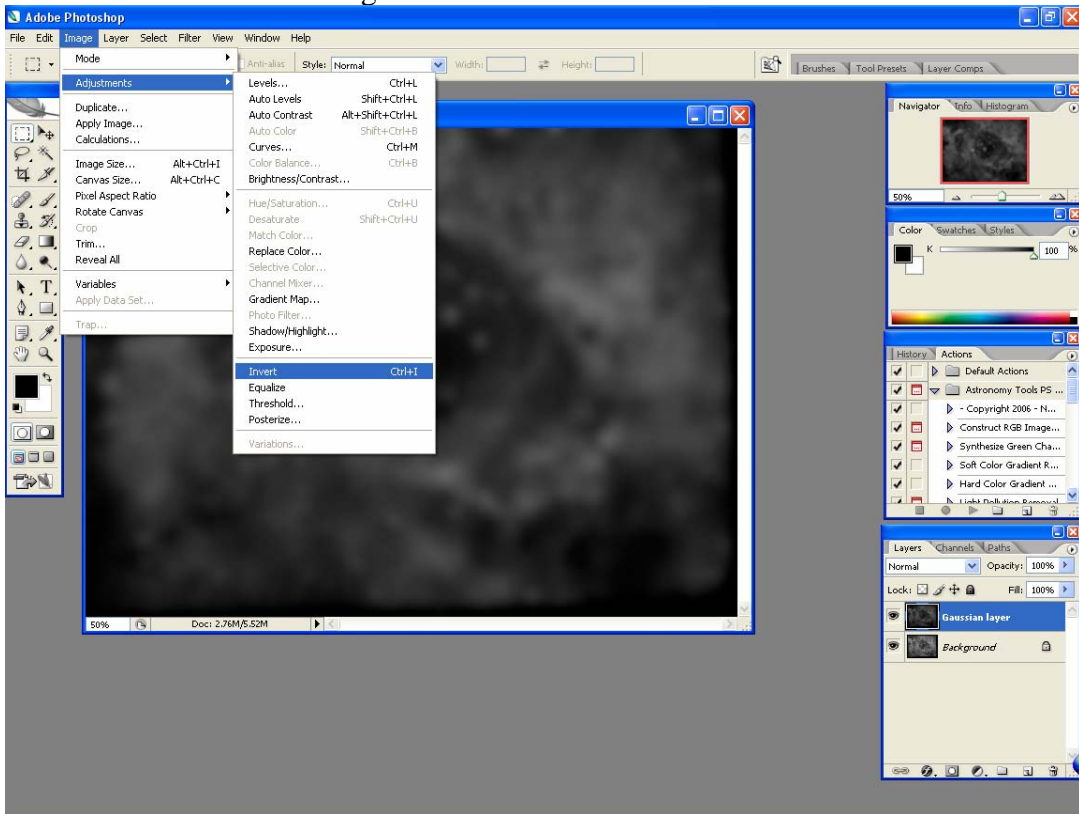 Adobe Photoshop
File Edit Image Layer Select Filter View Window Help
Anti-alias Style: Normal Width: Height:
Brushes Tool Presets Layer Comps
Mode
Adjustments
Duplicate...
Apply Image...
Calculations...
Image Size... Alt+Ctrl+I
Canvas Size... Alt+Ctrl+C
Pixel Aspect Ratio
Rotate Canvas
Crop
Trim...
Reveal All
Variables
Apply Data Set...
Trap...
Levels... Ctrl+L
Auto Levels Shift+Ctrl+L
Auto Contrast Alt+Shift+Ctrl+L
Auto Color Shift+Ctrl+B
Curves... Ctrl+M
Color Balance... Ctrl+B
Brightness/Contrast...
Hue/Saturation... Ctrl+U
Desaturate Shift+Ctrl+U
Match Color...
Replace Color...
Selective Color...
Channel Mixer...
Gradient Map...
Photo Filter...
Shadow/Highlight...
Exposure...
Invert Ctrl+I
Equalize
Threshold...
Posterize...
Variations...
50% Doc: 2.76M/5.52M
Navigator Info Histogram
50%
Color Swatches Styles
K 100 %
History Actions
Default Actions
Astronomy Tools PS ...
- Copyright 2006 - N...
Construct RGB Image...
Synthesize Green Cha...
Soft Color Gradient R...
Hard Color Gradient ...
Light Pollution Removal
Layers Channels Paths
Normal Opacity: 100%
Lock: Fill: 100%
Gaussian layer
Background